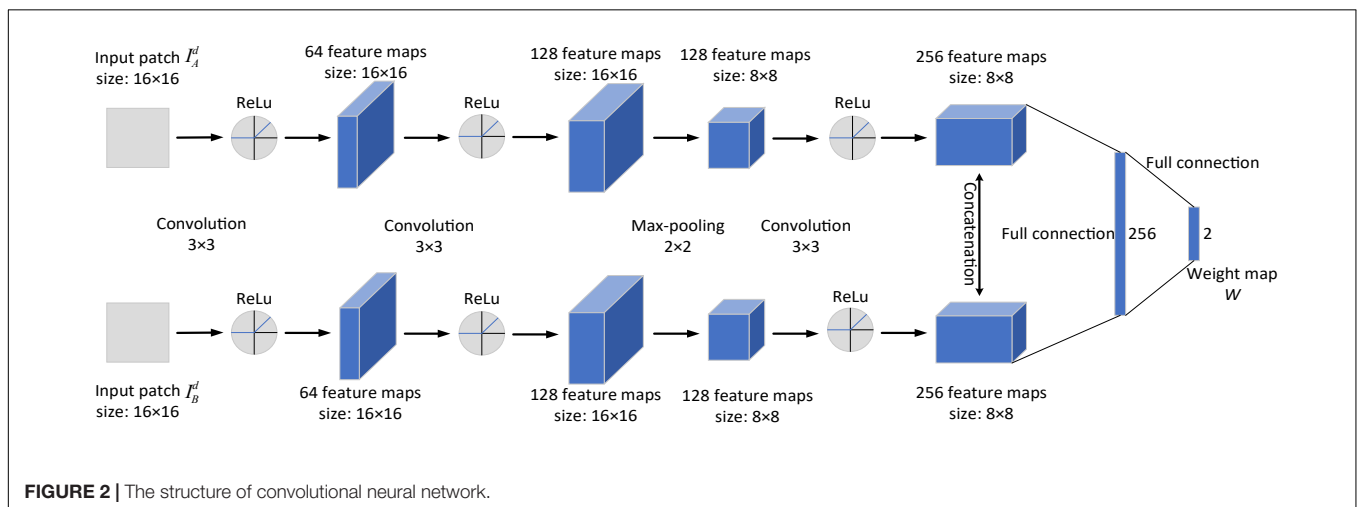 Input patch I_A^d
size: 16×16
ReLu
64 feature maps
size: 16×16
ReLu
128 feature maps
size: 16×16
128 feature maps
size: 8×8
ReLu
256 feature maps
size: 8×8
Convolution
3×3
Convolution
3×3
Max-pooling
2×2
Convolution
3×3
Concatenation
Full connection
Full connection
256
2
Weight map
W
Input patch I_B^d
size: 16×16
ReLu
64 feature maps
size: 16×16
ReLu
128 feature maps
size: 16×16
128 feature maps
size: 8×8
ReLu
256 feature maps
size: 8×8
FIGURE 2 | The structure of convolutional neural network.